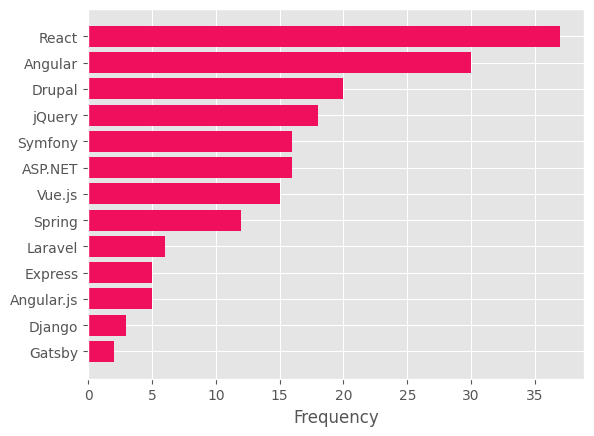 React
Angular
Drupal
jQuery
Symfony
ASP.NET
Vue.js
Spring
Laravel
Express
Angular.js
Django
Gatsby
0 5 10 15 20 25 30 35
Frequency